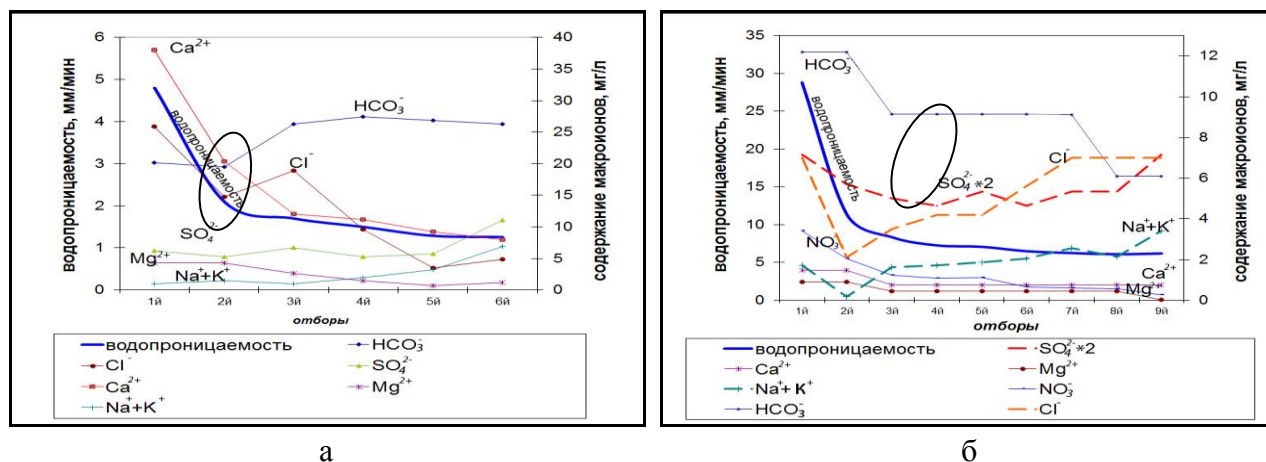 водопроницаемость, мм/мин
6
5
4
3
2
1
0
Ca²⁺
водопроницаемость
HCO₃⁻
Cl⁻
SO₄²⁻
Mg²⁺
Na⁺+K⁺
40
35
30
25
20
15
10
5
0
содержание макроионов, мг/л
1й 2й 3й 4й 5й 6й
отборы
водопроницаемость HCO₃⁻
Cl⁻ SO₄²⁻
Ca²⁺ Mg²⁺
Na⁺+K⁺
а
водопроницаемость, мм/мин
35
30
25
20
15
10
5
0
HCO₃⁻
водопроницаемость
Cl⁻
SO₄²⁻*2
NO₃⁻
Na⁺+K⁺
Ca²⁺
Mg²⁺
12
10
8
6
4
2
0
содержание макроионов, мг/л
1й 2й 3й 4й 5й 6й 7й 8й 9й
отборы
водопроницаемость SO₄²⁻*2
Ca²⁺ Mg²⁺
Na⁺+K⁺ NO₃⁻
HCO₃⁻ Cl⁻
б